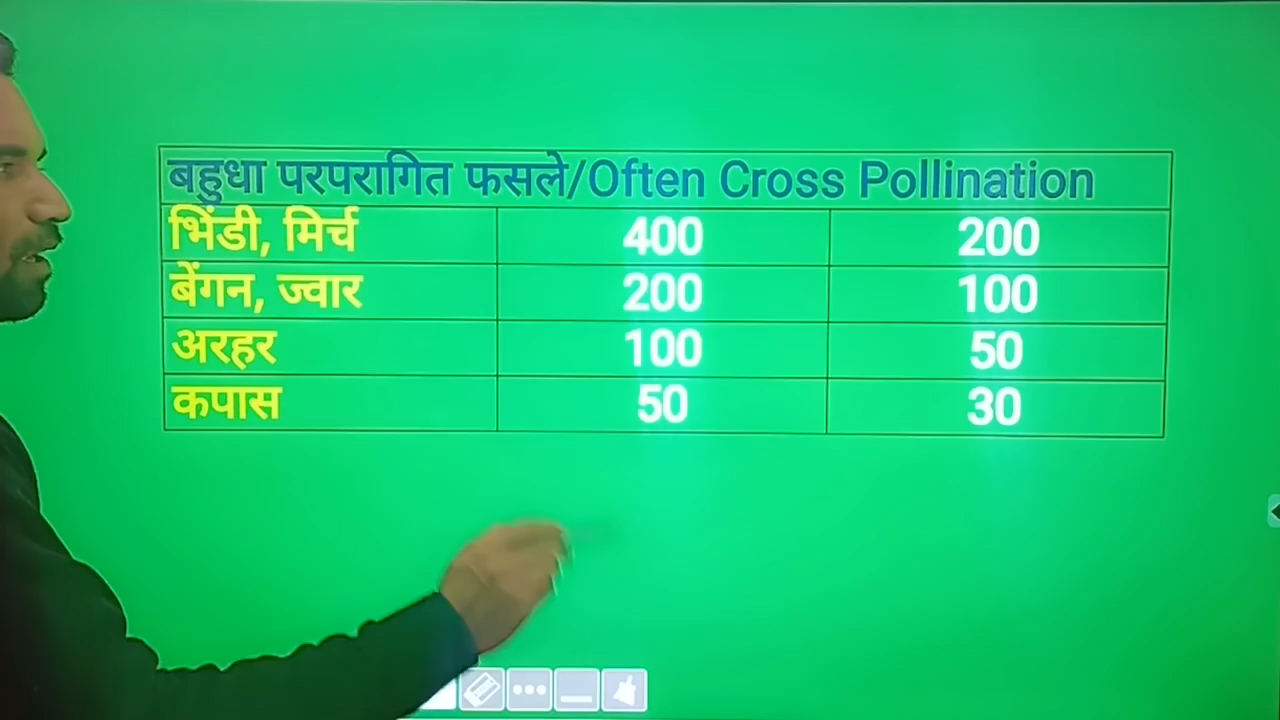 बहुधा परपरागित फसले/Often Cross Pollination
भिंडी, मिर्च 400 200
बेंगन, ज्वार 200 100
अरहर 100 50
कपास 50 30